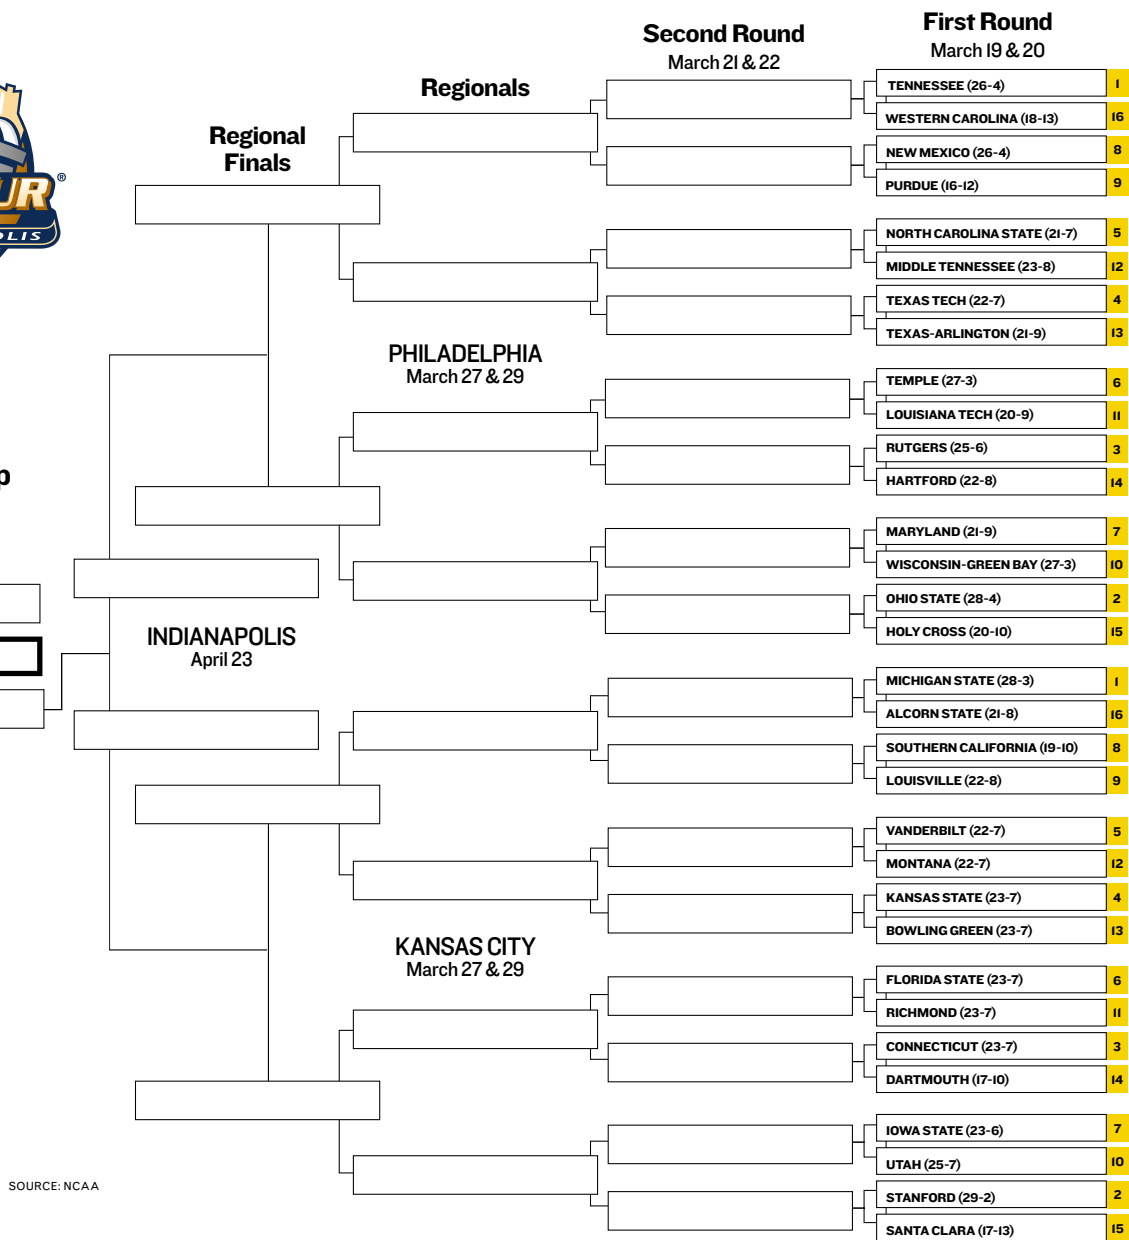 First Round
March 19 & 20
Second Round
March 21 & 22
Regionals
Regional
Finals
UR
®
OLIS
p
TENNESSEE (26-4) 1
WESTERN CAROLINA (18-13) 16
NEW MEXICO (26-4) 8
PURDUE (16-12) 9
NORTH CAROLINA STATE (21-7) 5
MIDDLE TENNESSEE (23-8) 12
TEXAS TECH (22-7) 4
TEXAS-ARLINGTON (21-9) 13
PHILADELPHIA
March 27 & 29
TEMPLE (27-3) 6
LOUISIANA TECH (20-9) 11
RUTGERS (25-6) 3
HARTFORD (22-8) 14
MARYLAND (21-9) 7
WISCONSIN-GREEN BAY (27-3) 10
OHIO STATE (28-4) 2
HOLY CROSS (20-10) 15
INDIANAPOLIS
April 23
MICHIGAN STATE (28-3) 1
ALCORN STATE (21-8) 16
SOUTHERN CALIFORNIA (19-10) 8
LOUISVILLE (22-8) 9
VANDERBILT (22-7) 5
MONTANA (22-7) 12
KANSAS STATE (23-7) 4
BOWLING GREEN (23-7) 13
KANSAS CITY
March 27 & 29
FLORIDA STATE (23-7) 6
RICHMOND (23-7) 11
CONNECTICUT (23-7) 3
DARTMOUTH (17-10) 14
IOWA STATE (23-6) 7
UTAH (25-7) 10
STANFORD (29-2) 2
SANTA CLARA (17-13) 15
SOURCE: NCAA